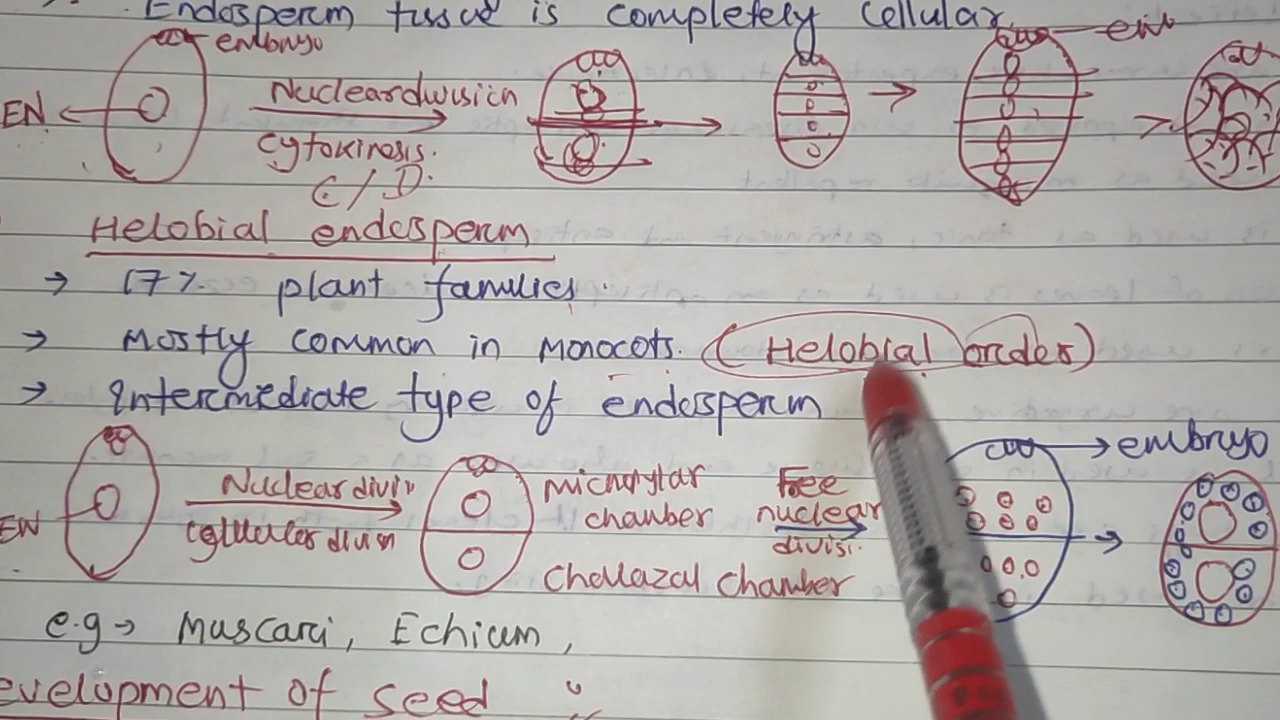 Endosperm tissue is completely cellular.
embryo
EN
Nuclear division
cytokinesis.
C/D.
Helobial endosperm
→ 17% plant families.
→ Mostly common in Monocots. (Helobial order)
→ Intermediate type of endosperm
EN
Nuclear divi
cellular divisn
micropylar
chamber
Challazal chamber
Free
nuclear
divisi.
embryo
e.g → Muscari, Echium,
evelopment of seed